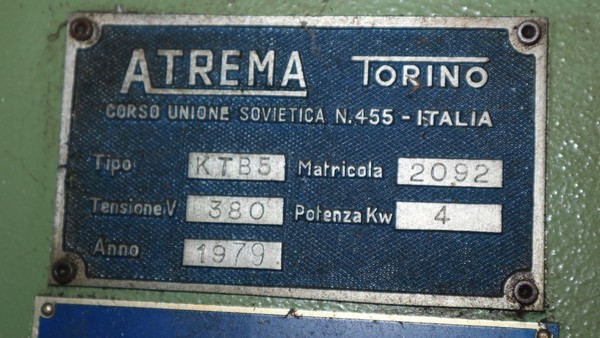 ATREMA TORINO
CORSO UNIONE SOVIETICA N.455 - ITALIA
Tipo KTB5 Matricola 2092
Tensione V 380 Potenza Kw 4
Anno 1979